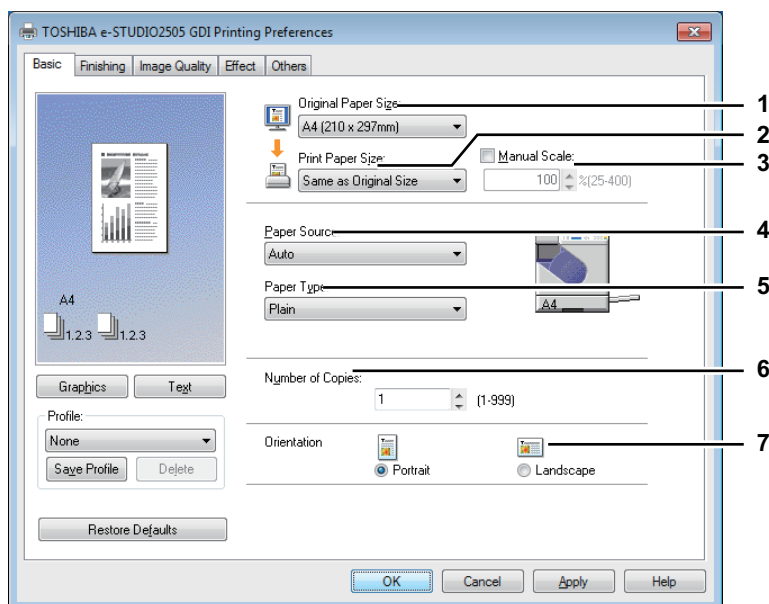 TOSHIBA e-STUDIO2505 GDI Printing Preferences
Basic Finishing Image Quality Effect Others
Original Paper Size: 1
A4 (210 x 297mm) 2
Print Paper Size: Manual Scale: 3
Same as Original Size 100 %(25-400)
Paper Source 4
Auto
Paper Type 5
Plain
A4
A4
1.2.3 1.2.3
Graphics Text
Number of Copies: 6
1 (1-999)
Profile:
None
Save Profile Delete
Orientation 7
Portrait Landscape
Restore Defaults
OK Cancel Apply Help